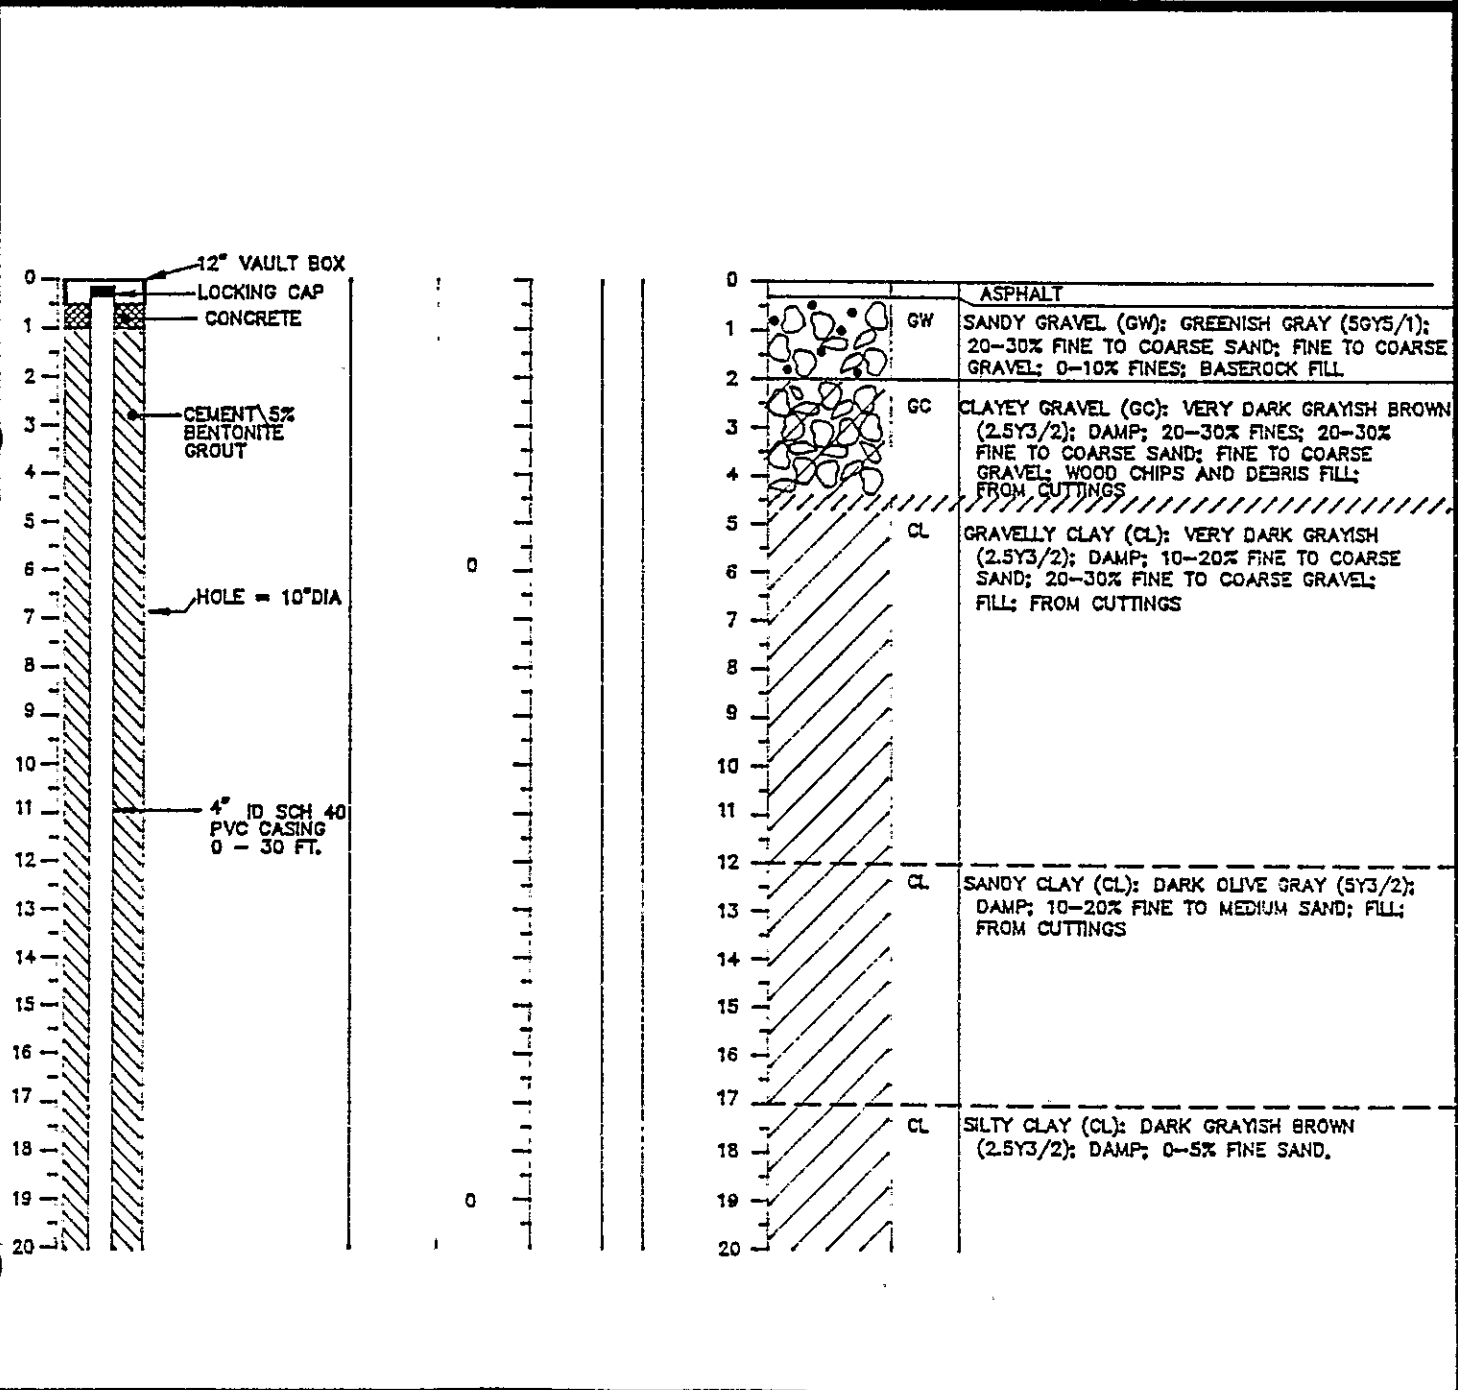 12" VAULT BOX
LOCKING CAP
CONCRETE
CEMENT\5%
BENTONITE
GROUT
HOLE = 10"DIA
4" ID SCH 40
PVC CASING
0 - 30 FT.
0
1
2
3
4
5
6
7
8
9
10
11
12
13
14
15
16
17
18
19
20
0
0
0
1
2
3
4
5
6
7
8
9
10
11
12
13
14
15
16
17
18
19
20
ASPHALT
GW SANDY GRAVEL (GW): GREENISH GRAY (5GY5/1);
20-30% FINE TO COARSE SAND; FINE TO COARSE
GRAVEL; 0-10% FINES; BASEROCK FILL
GC CLAYEY GRAVEL (GC): VERY DARK GRAYISH BROWN
(2.5Y3/2); DAMP; 20-30% FINES; 20-30%
FINE TO COARSE SAND; FINE TO COARSE
GRAVEL; WOOD CHIPS AND DEBRIS FILL;
FROM CUTTINGS
CL GRAVELLY CLAY (CL): VERY DARK GRAYISH
(2.5Y3/2); DAMP; 10-20% FINE TO COARSE
SAND; 20-30% FINE TO COARSE GRAVEL;
FILL; FROM CUTTINGS
CL SANDY CLAY (CL): DARK OLIVE GRAY (5Y3/2);
DAMP; 10-20% FINE TO MEDIUM SAND; FILL;
FROM CUTTINGS
CL SILTY CLAY (CL): DARK GRAYISH BROWN
(2.5Y3/2); DAMP; 0-5% FINE SAND.